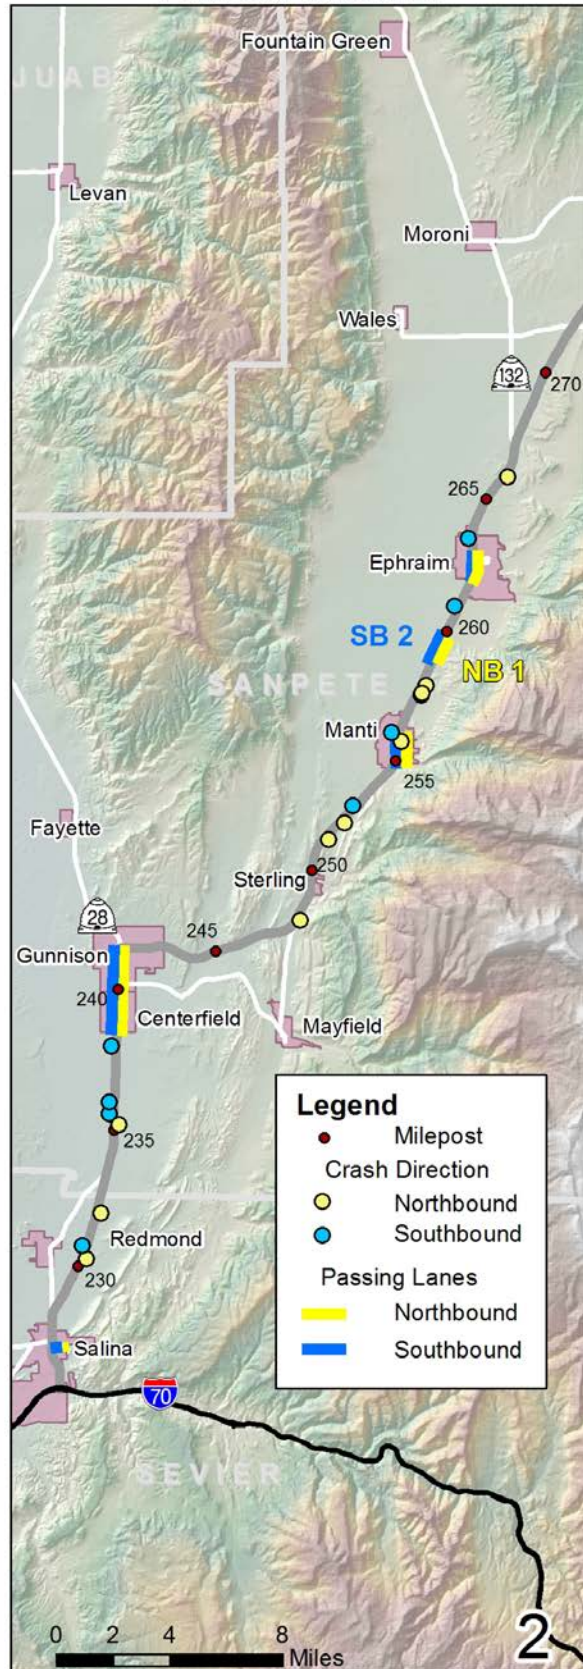 Fountain Green
JUAB
Levan
Moroni
Wales
132
270
265
Ephraim
260
SB 2
NB 1
SANPETE
Manti
255
Fayette
250
Sterling
28
245
Gunnison
240
Centerfield
Mayfield
235
Redmond
230
Salina
Legend
Milepost
Crash Direction
Northbound
Southbound
Passing Lanes
Northbound
Southbound
70
SEVIER
2
0 2 4 8
Miles